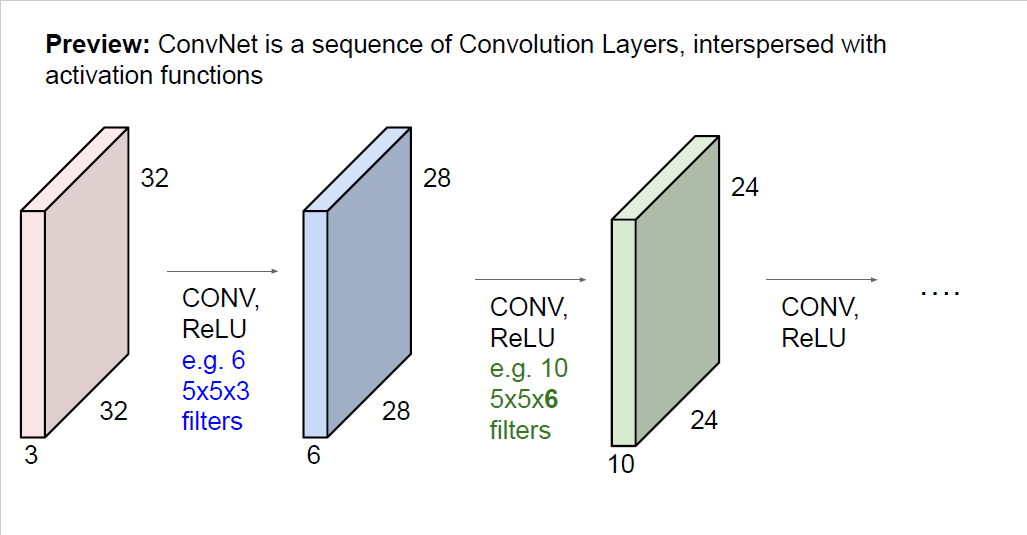 Preview: ConvNet is a sequence of Convolution Layers, interspersed with
activation functions
32
32
3
CONV,
ReLU
e.g. 6
5x5x3
filters
28
28
6
CONV,
ReLU
e.g. 10
5x5x6
filters
24
24
10
CONV,
ReLU
....